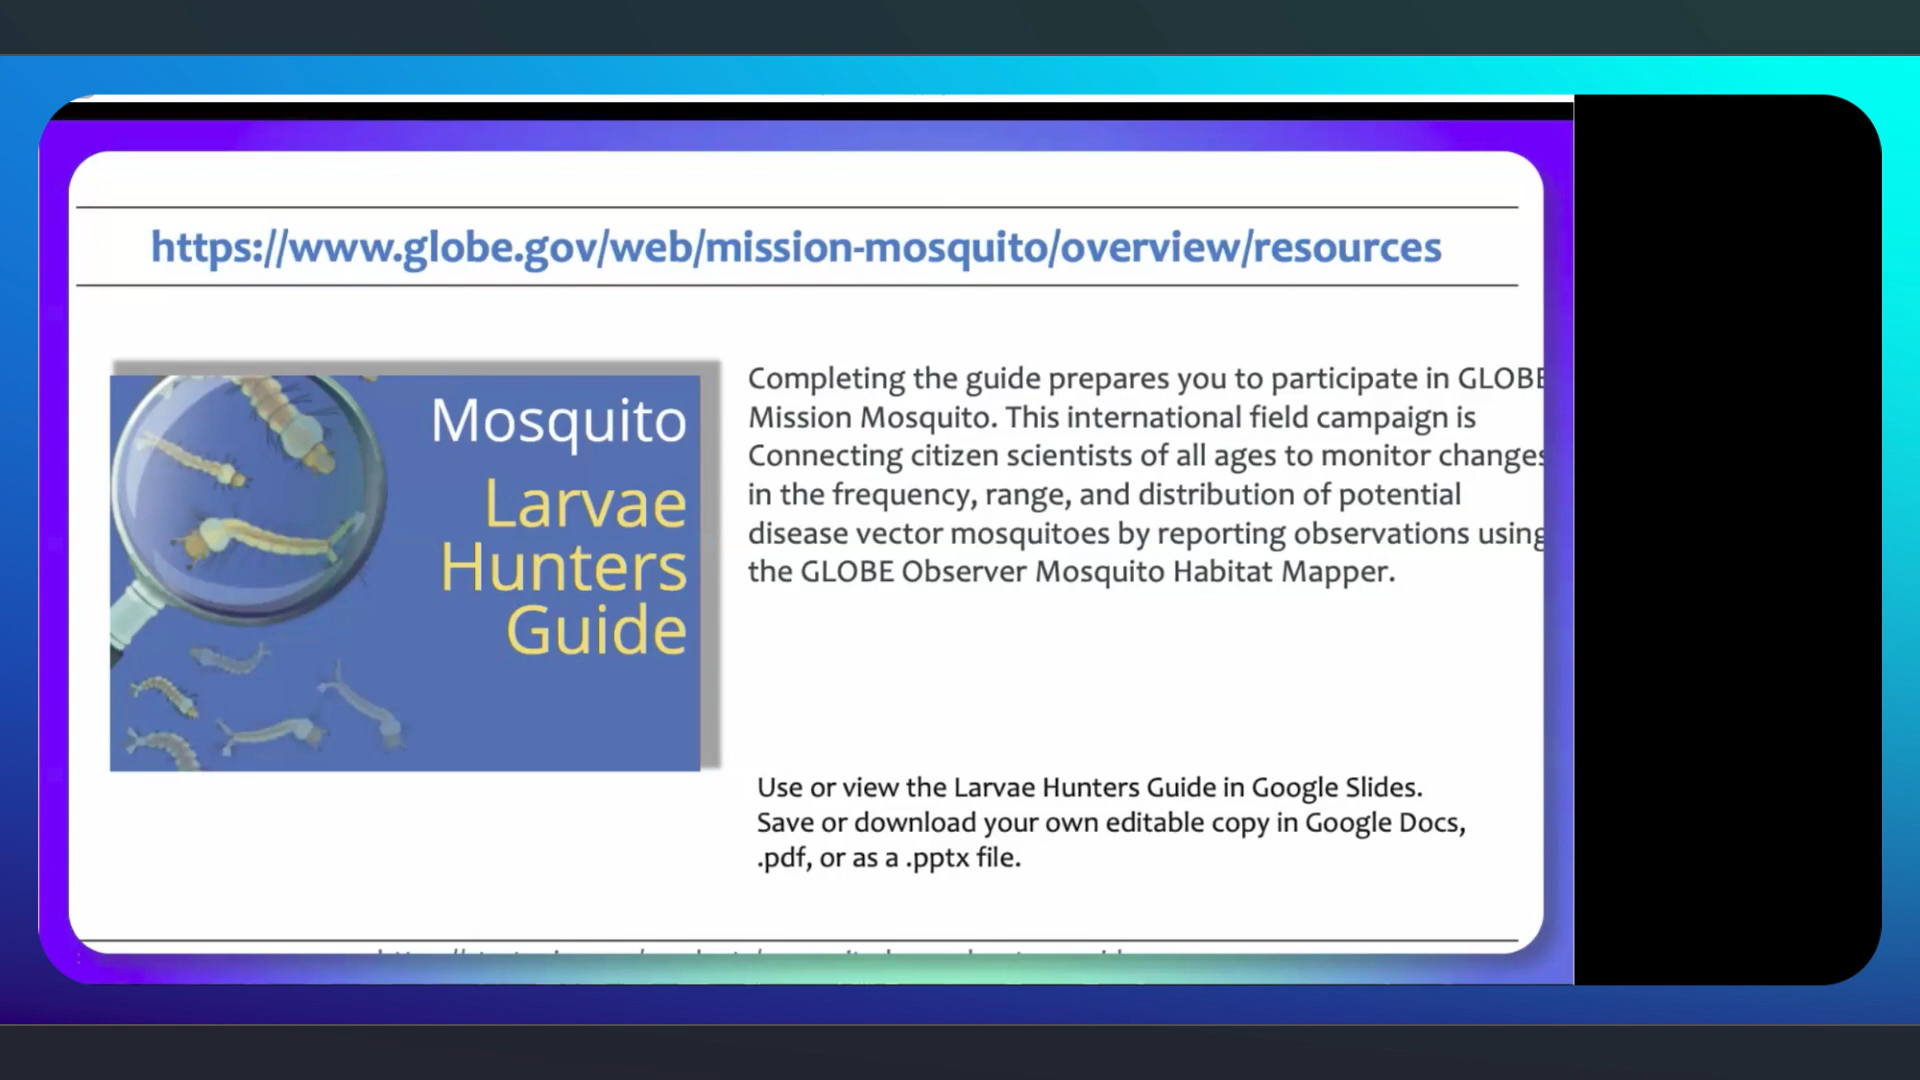 https://www.globe.gov/web/mission-mosquito/overview/resources
Mosquito
Larvae
Hunters
Guide
Completing the guide prepares you to participate in GLOBE
Mission Mosquito. This international field campaign is
Connecting citizen scientists of all ages to monitor changes
in the frequency, range, and distribution of potential
disease vector mosquitoes by reporting observations using
the GLOBE Observer Mosquito Habitat Mapper.
Use or view the Larvae Hunters Guide in Google Slides.
Save or download your own editable copy in Google Docs,
.pdf, or as a .pptx file.